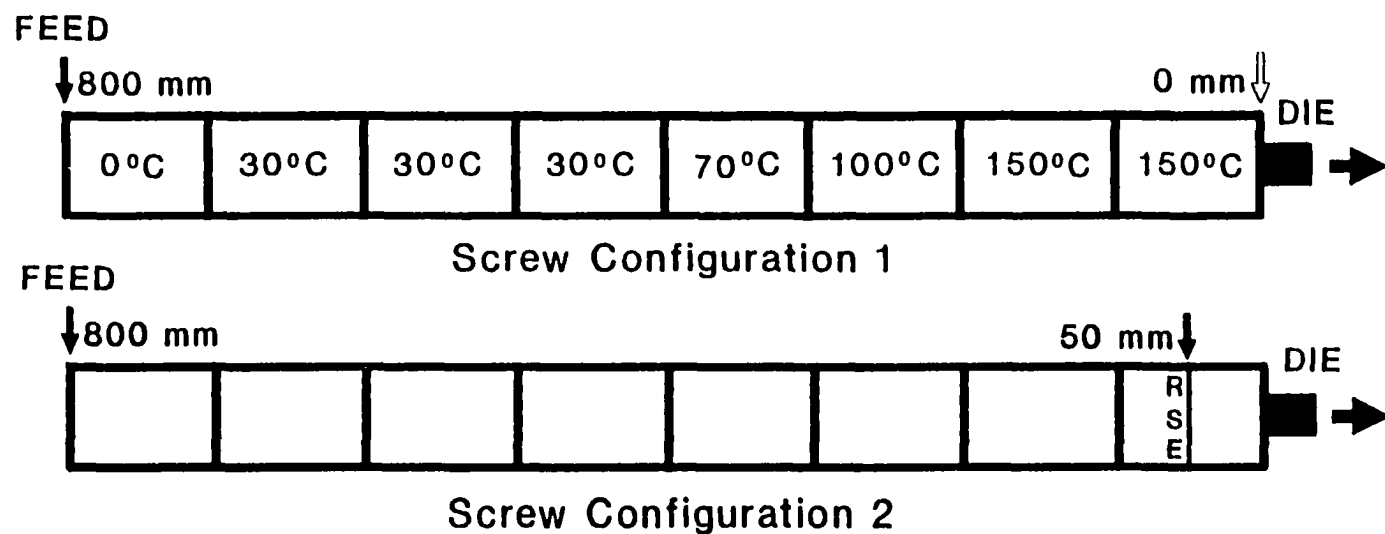 FEED
800 mm
0 mm
DIE
0°C 30°C 30°C 30°C 70°C 100°C 150°C 150°C
Screw Configuration 1
FEED
800 mm
50 mm
DIE
RSE
Screw Configuration 2